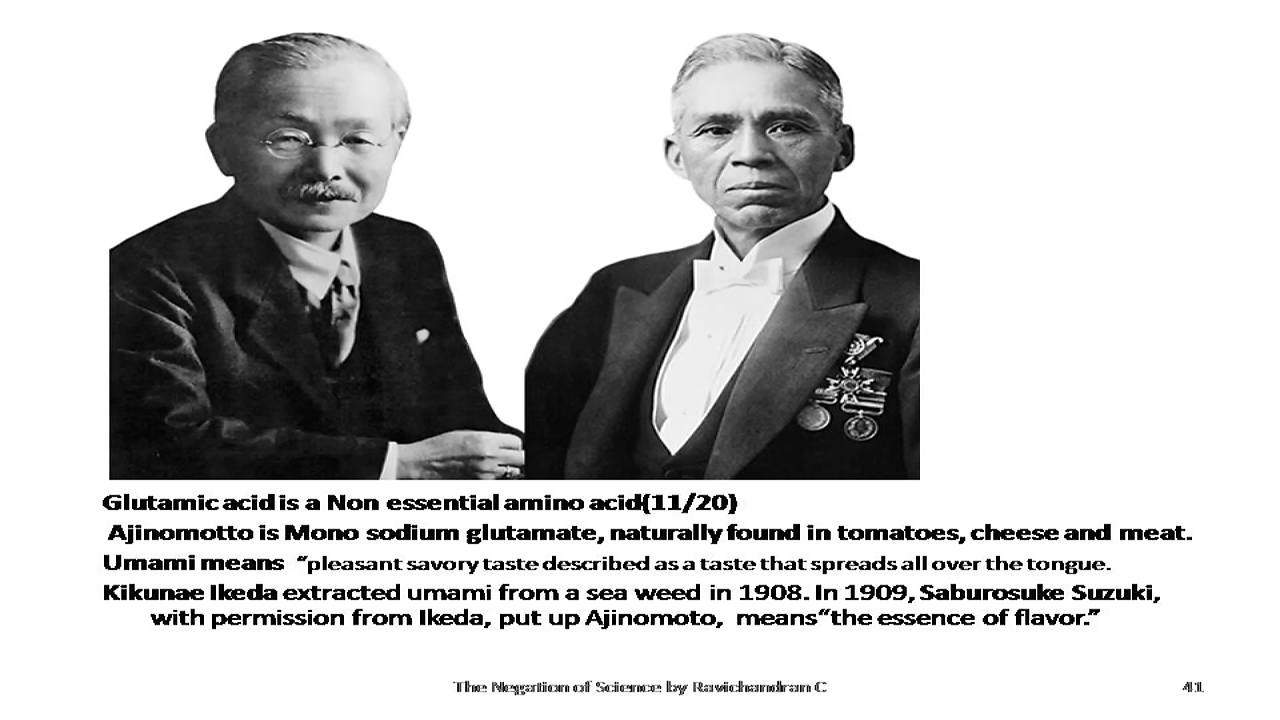 Glutamic acid is a Non essential amino acid(11/20)
Ajinomotto is Mono sodium glutamate, naturally found in tomatoes, cheese and meat.
Umami means “pleasant savory taste described as a taste that spreads all over the tongue.
Kikunae Ikeda extracted umami from a sea weed in 1908. In 1909, Saburosuke Suzuki,
with permission from Ikeda, put up Ajinomoto, means“the essence of flavor.”
The Negation of Science by Ravichandran C
41